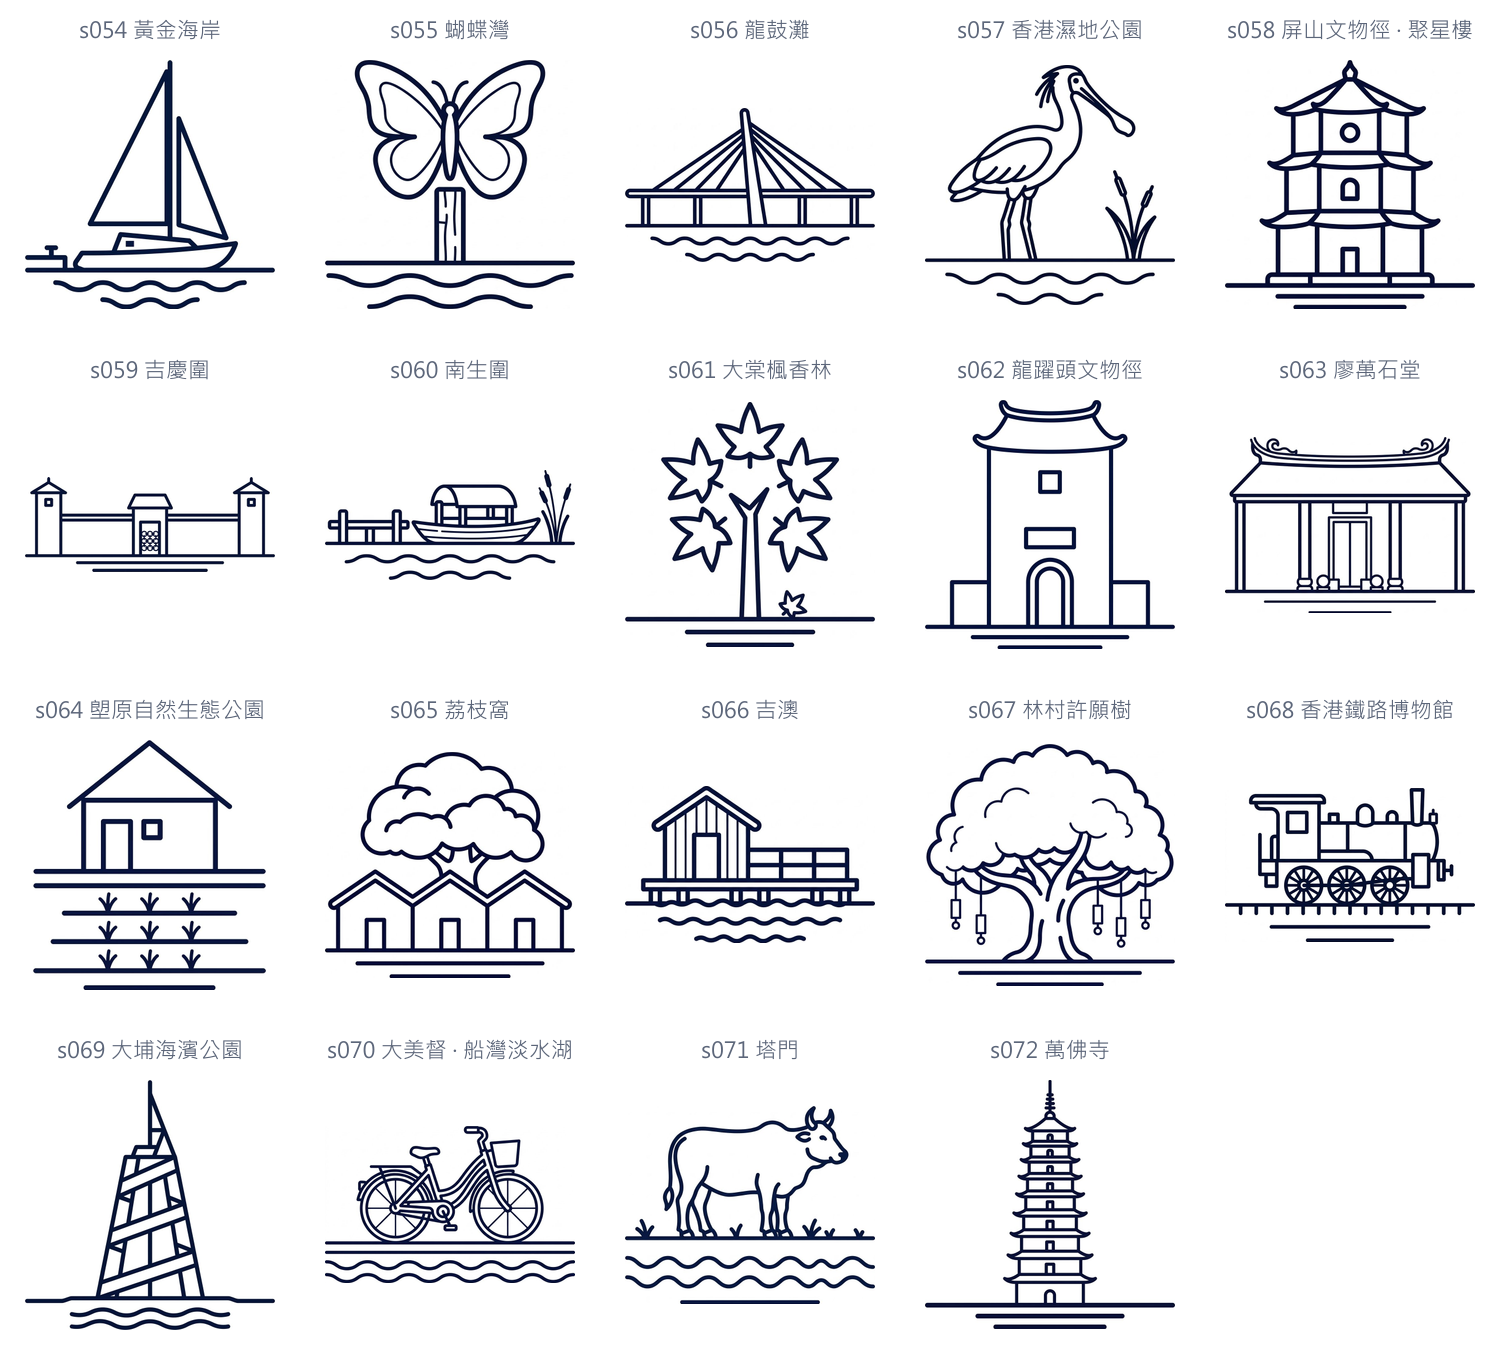 s054 黃金海岸
s055 蝴蝶灣
s056 龍鼓灘
s057 香港濕地公園
s058 屏山文物徑 · 聚星樓
s059 吉慶圍
s060 南生圍
s061 大棠楓香林
s062 龍躍頭文物徑
s063 廖萬石堂
s064 塱原自然生態公園
s065 荔枝窩
s066 吉澳
s067 林村許願樹
s068 香港鐵路博物館
s069 大埔海濱公園
s070 大美督 · 船灣淡水湖
s071 塔門
s072 萬佛寺